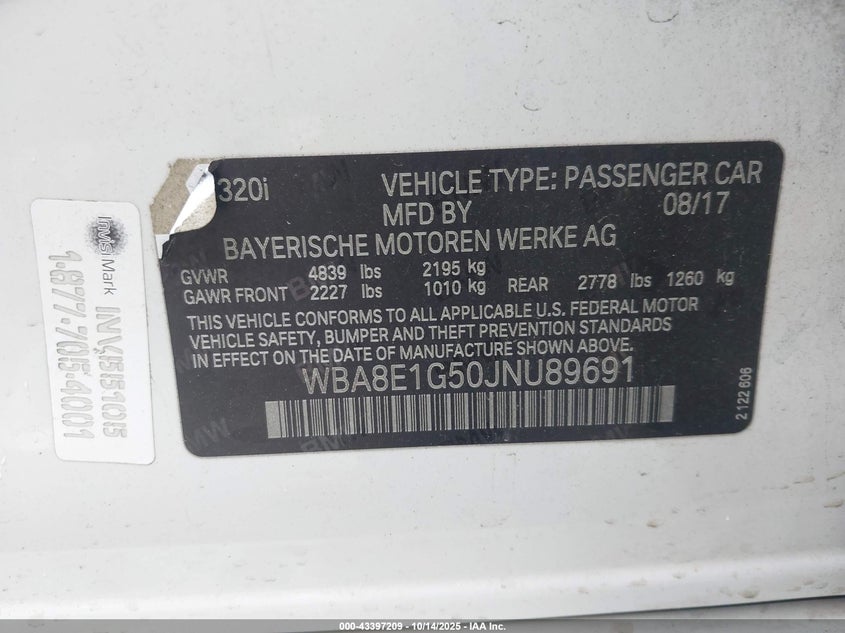 320i
VEHICLE TYPE: PASSENGER CAR
MFD BY 08/17
BAYERISCHE MOTOREN WERKE AG
GVWR 4839 lbs 2195 kg
GAWR FRONT 2227 lbs 1010 kg REAR 2778 lbs 1260 kg
THIS VEHICLE CONFORMS TO ALL APPLICABLE U.S. FEDERAL MOTOR
VEHICLE SAFETY, BUMPER AND THEFT PREVENTION STANDARDS
IN EFFECT ON THE DATE OF MANUFACTURE SHOWN ABOVE.
WBA8E1G50JNU89691
2 122 606
InvisiMark
INV551015
1-877-705-4001
BMW
© 43397209 - 10/14/2025 - IAA Inc.